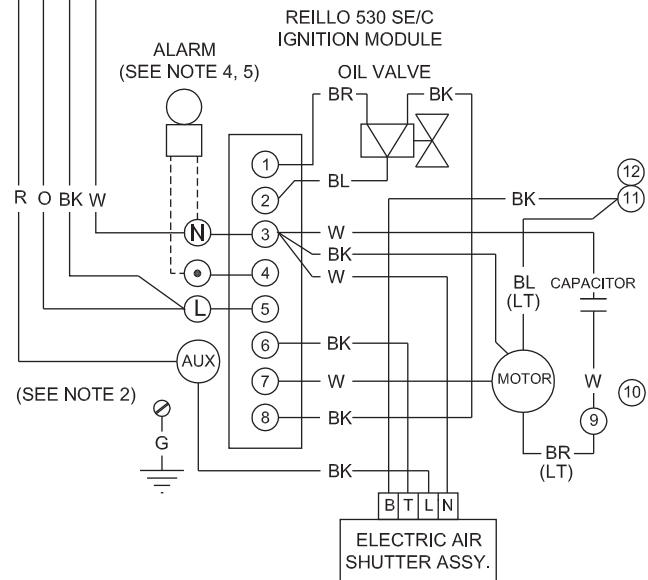 REILLO 530 SE/C
IGNITION MODULE
ALARM
(SEE NOTE 4, 5)
OIL VALVE
BR
BK
1
2
BL
12
11
R O BK W
BK
N
3
W
BK
4
W
BL
(LT)
CAPACITOR
L
5
6
BK
AUX
7
W
MOTOR
W
(SEE NOTE 2)
10
8
BK
9
G
BR
(LT)
BK
B T L N
ELECTRIC AIR
SHUTTER ASSY.